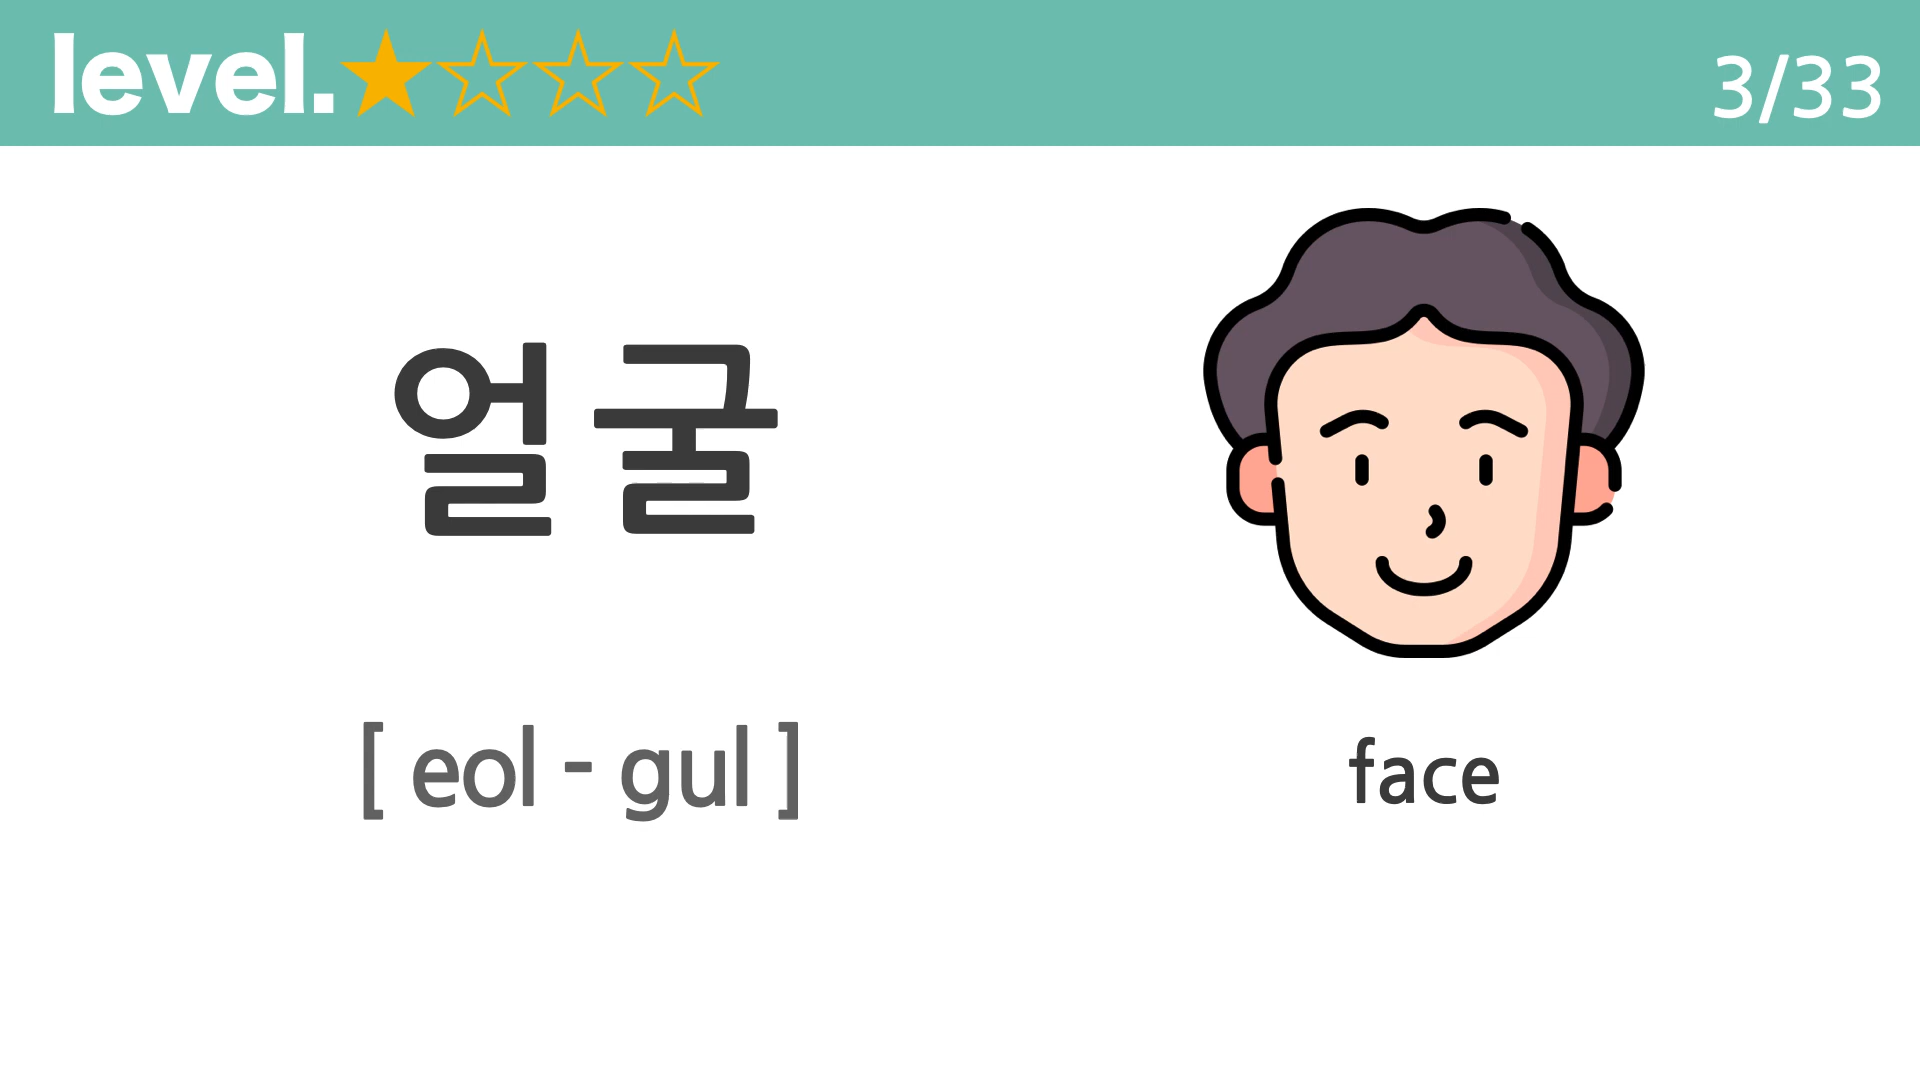 level.★☆☆☆
3/33
얼굴
[ eol - gul ]
face